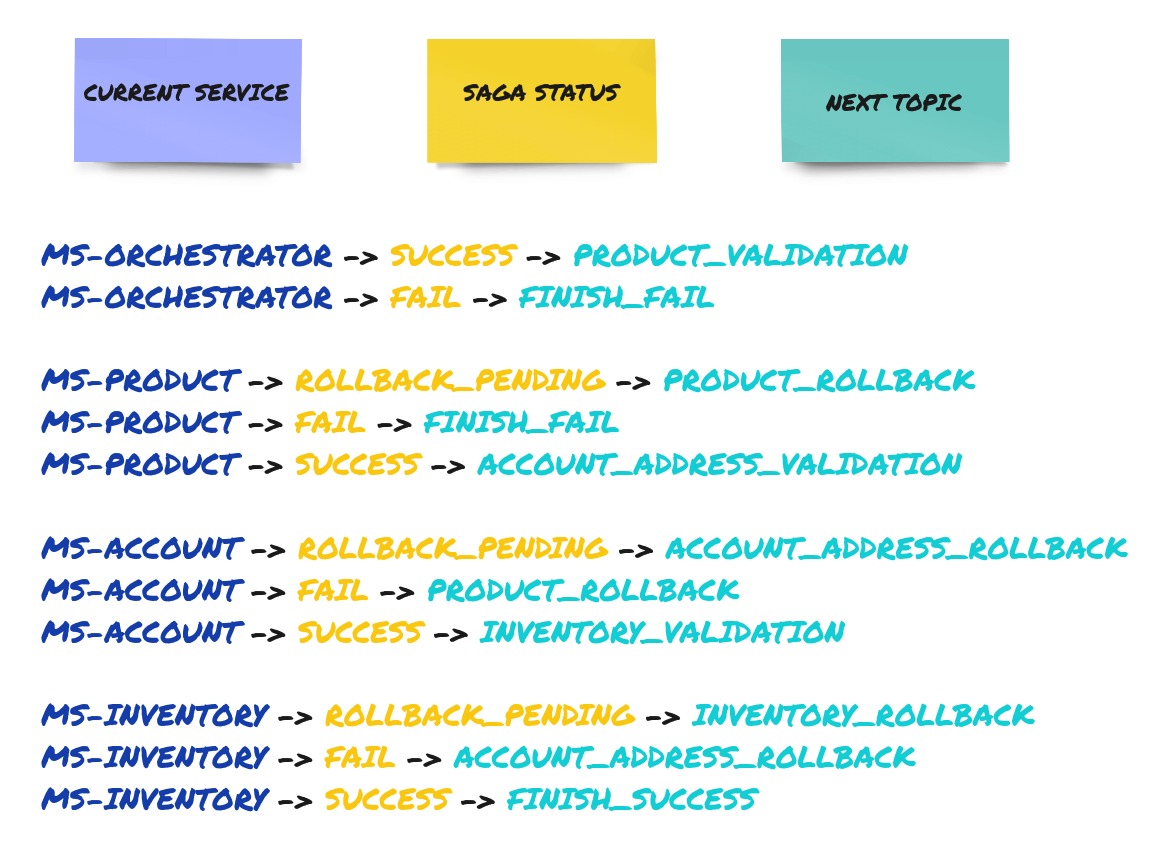 CURRENT SERVICE
SAGA STATUS
NEXT TOPIC
MS-ORCHESTRATOR -> SUCCESS -> PRODUCT_VALIDATION
MS-ORCHESTRATOR -> FAIL -> FINISH_FAIL
MS-PRODUCT -> ROLLBACK_PENDING -> PRODUCT_ROLLBACK
MS-PRODUCT -> FAIL -> FINISH_FAIL
MS-PRODUCT -> SUCCESS -> ACCOUNT_ADDRESS_VALIDATION
MS-ACCOUNT -> ROLLBACK_PENDING -> ACCOUNT_ADDRESS_ROLLBACK
MS-ACCOUNT -> FAIL -> PRODUCT_ROLLBACK
MS-ACCOUNT -> SUCCESS -> INVENTORY_VALIDATION
MS-INVENTORY -> ROLLBACK_PENDING -> INVENTORY_ROLLBACK
MS-INVENTORY -> FAIL -> ACCOUNT_ADDRESS_ROLLBACK
MS-INVENTORY -> SUCCESS -> FINISH_SUCCESS